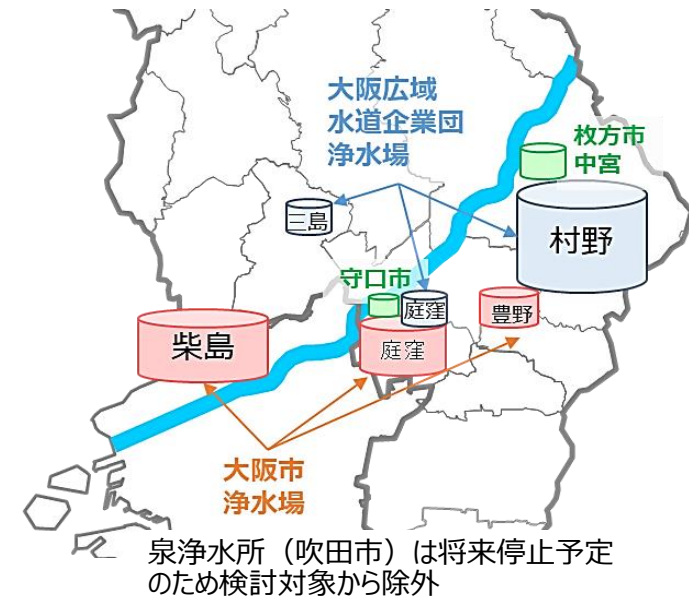 大阪広域
水道企業団
浄水場
枚方市
中宮
三島
村野
守口市
庭窪
豊野
柴島
庭窪
大阪市
浄水場
泉浄水所（吹田市）は将来停止予定
のため検討対象から除外